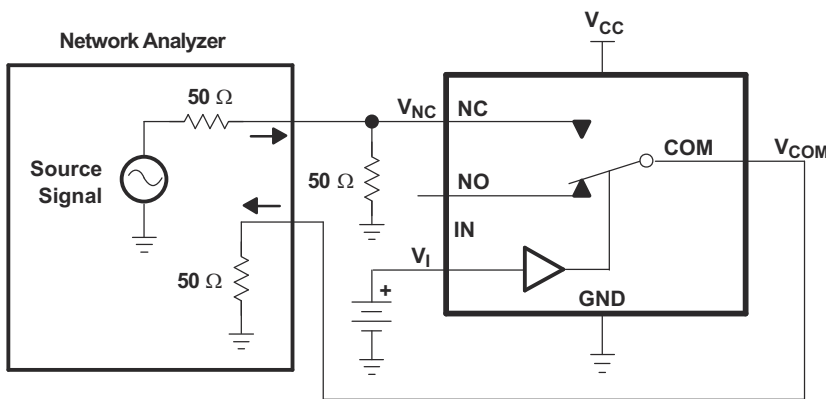 V_CC
Network Analyzer
50 Ω
V_NC
NC
Source
Signal
50 Ω
COM
V_COM
NO
IN
50 Ω
V_I
+
GND